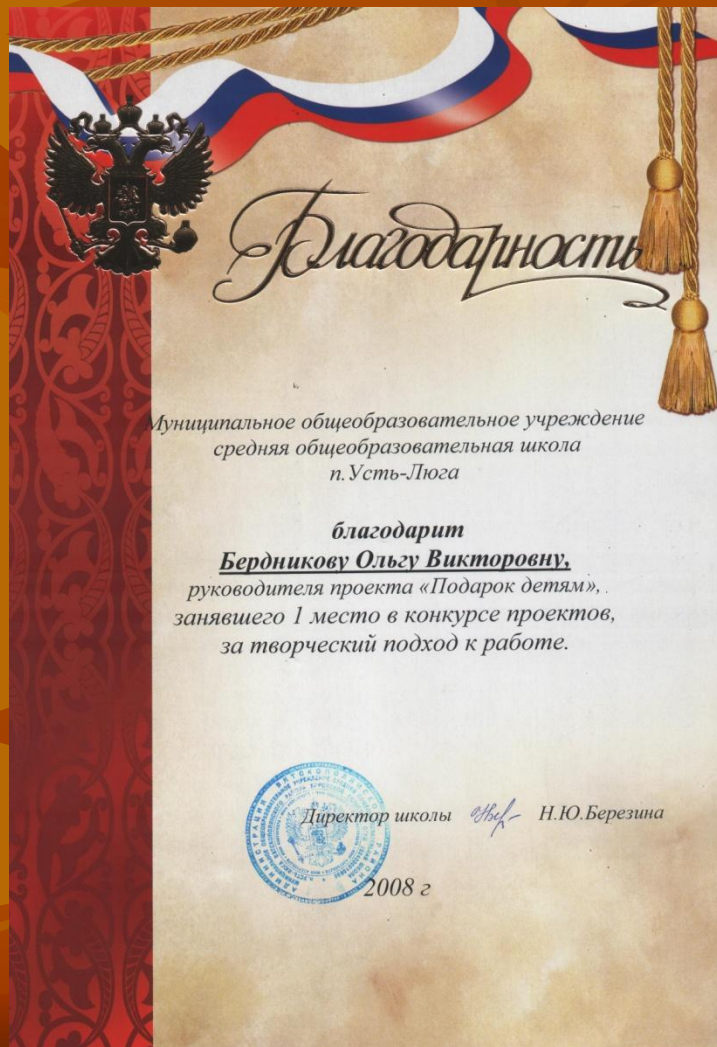 Благодарность
Муниципальное общеобразовательное учреждение
средняя общеобразовательная школа
п.Усть-Люга
благодарит
Бердникову Ольгу Викторовну,
руководителя проекта «Подарок детям»,
занявшего 1 место в конкурсе проектов,
за творческий подход к работе.
Директор школы Н.Ю.Березина
2008 г